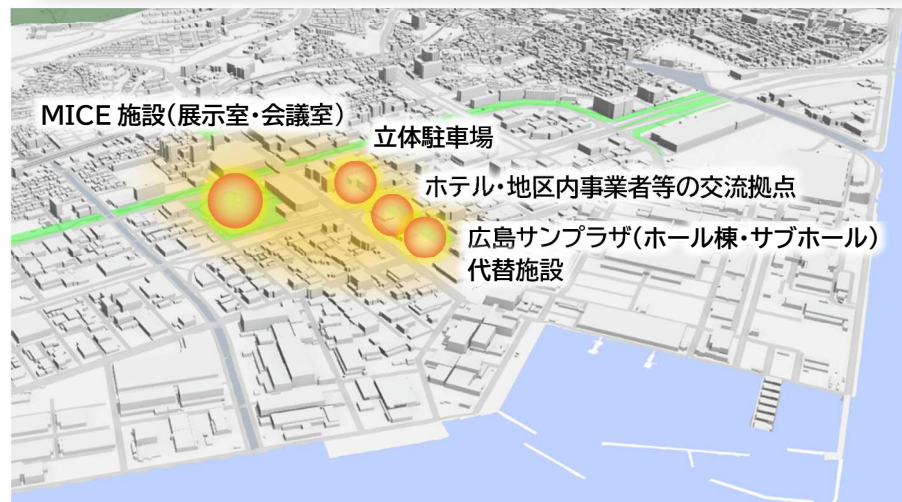 MICE 施設(展示室・会議室)
立体駐車場
ホテル・地区内事業者等の交流拠点
広島サンプラザ(ホール棟・サブホール)
代替施設